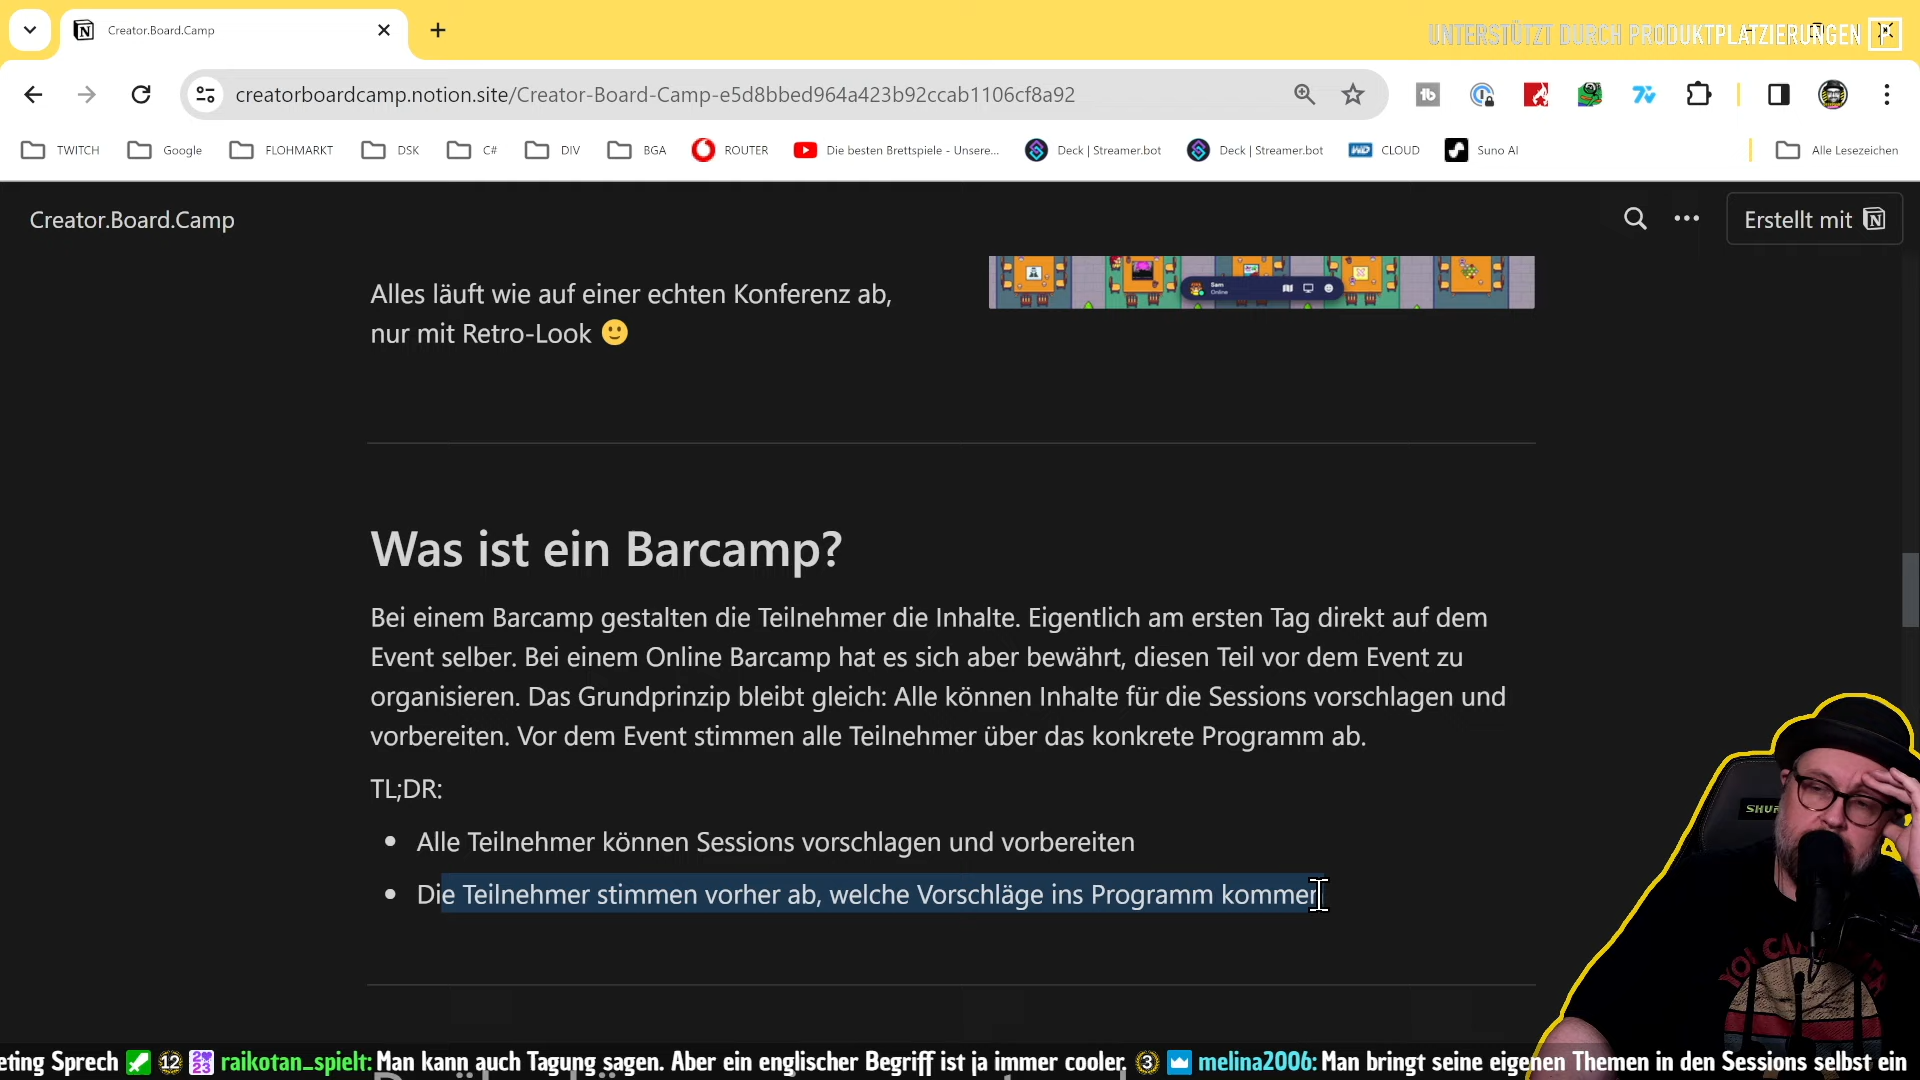 Creator.Board.Camp
UNTERSTÜTZT DURCH PRODUKTPLATZIERUNGEN P
creatorboardcamp.notion.site/Creator-Board-Camp-e5d8bbed964a423b92ccab1106cf8a92
TWITCH Google FLOHMARKT DSK C# DIV BGA ROUTER Die besten Brettspiele - Unsere... Deck | Streamer.bot Deck | Streamer.bot CLOUD Suno AI Alle Lesezeichen
Creator.Board.Camp
Erstellt mit
Sam
Online
Alles läuft wie auf einer echten Konferenz ab,
nur mit Retro-Look 🙂
Was ist ein Barcamp?
Bei einem Barcamp gestalten die Teilnehmer die Inhalte. Eigentlich am ersten Tag direkt auf dem
Event selber. Bei einem Online Barcamp hat es sich aber bewährt, diesen Teil vor dem Event zu
organisieren. Das Grundprinzip bleibt gleich: Alle können Inhalte für die Sessions vorschlagen und
vorbereiten. Vor dem Event stimmen alle Teilnehmer über das konkrete Programm ab.
TL;DR:
• Alle Teilnehmer können Sessions vorschlagen und vorbereiten
• Die Teilnehmer stimmen vorher ab, welche Vorschläge ins Programm kommen
eting Sprech 12 raikotan_spielt: Man kann auch Tagung sagen. Aber ein englischer Begriff ist ja immer cooler. 3 melina2006: Man bringt seine eigenen Themen in den Sessions selbst ein